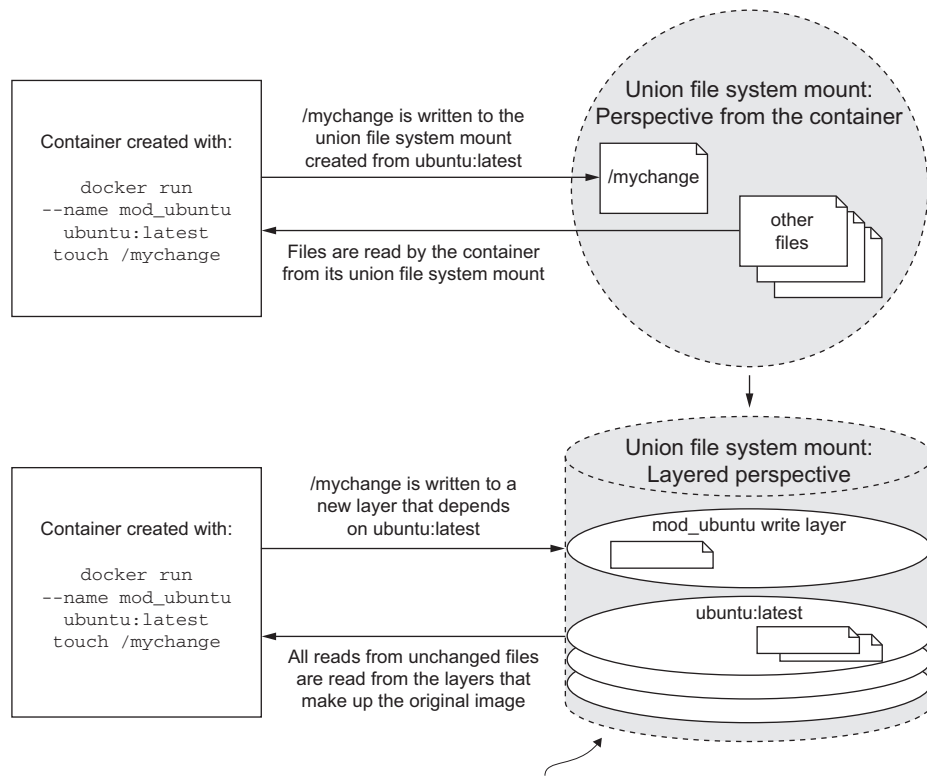 Container created with:
docker run
--name mod_ubuntu
ubuntu:latest
touch /mychange
/mychange is written to the
union file system mount
created from ubuntu:latest
Files are read by the container
from its union file system mount
Union file system mount:
Perspective from the container
/mychange
other
files
Container created with:
docker run
--name mod_ubuntu
ubuntu:latest
touch /mychange
/mychange is written to a
new layer that depends
on ubuntu:latest
All reads from unchanged files
are read from the layers that
make up the original image
Union file system mount:
Layered perspective
mod_ubuntu write layer
ubuntu:latest